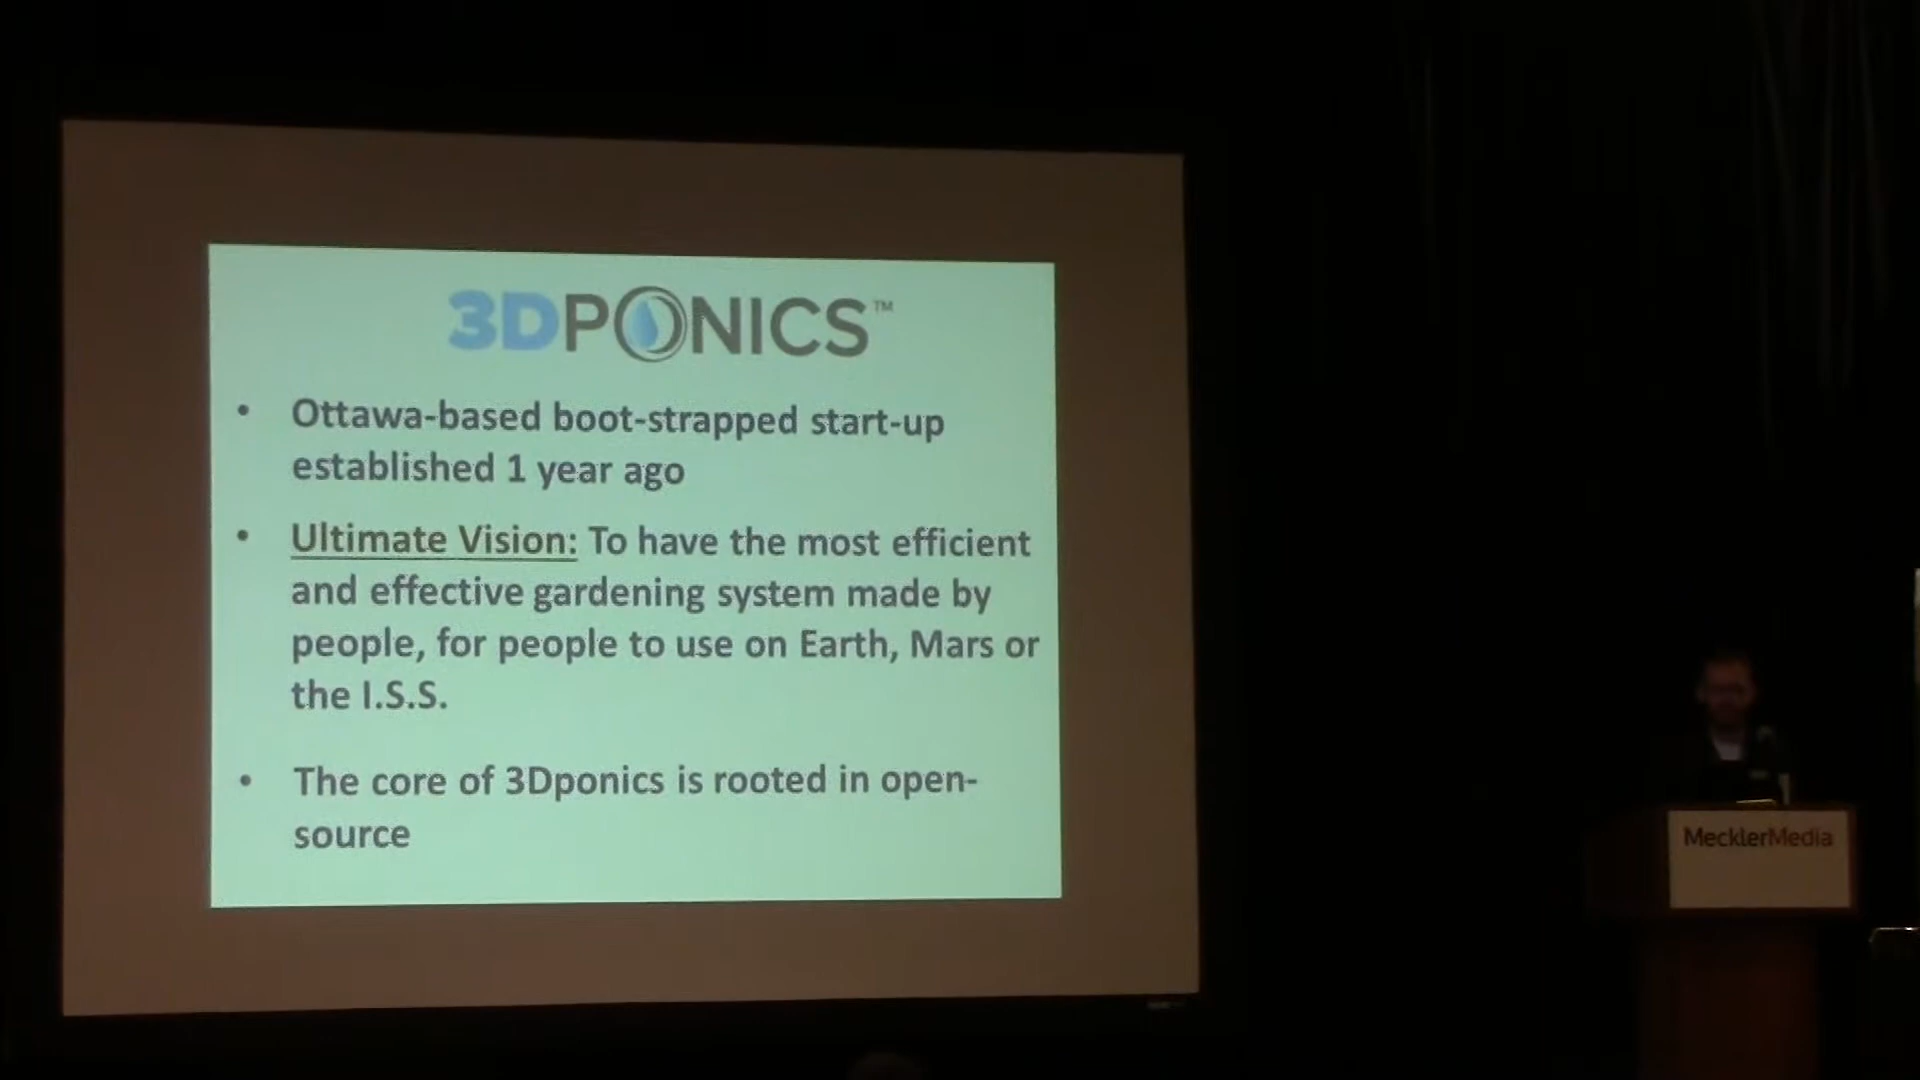 3DPONICS™
• Ottawa-based boot-strapped start-up
established 1 year ago
• Ultimate Vision: To have the most efficient
and effective gardening system made by
people, for people to use on Earth, Mars or
the I.S.S.
• The core of 3Dponics is rooted in open-
source
MecklerMedia